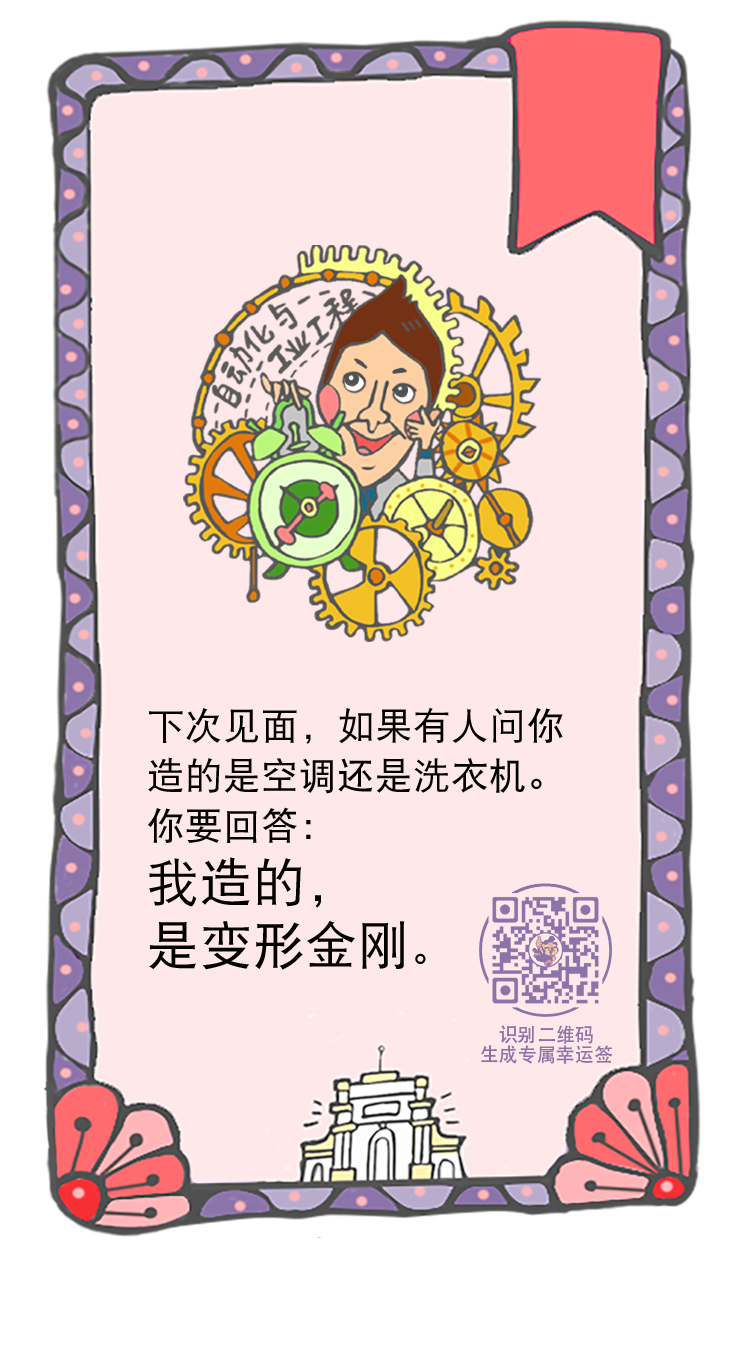 自动化与
工业工程
下次见面，如果有人问你
造的是空调还是洗衣机。
你要回答：
我造的，
是变形金刚。
识别二维码
生成专属幸运签